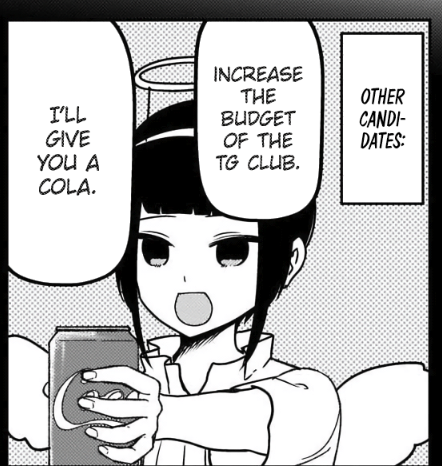 OTHER
CANDI-
DATES:
INCREASE
THE
BUDGET
OF THE
TG CLUB.
I'LL
GIVE
YOU A
COLA.